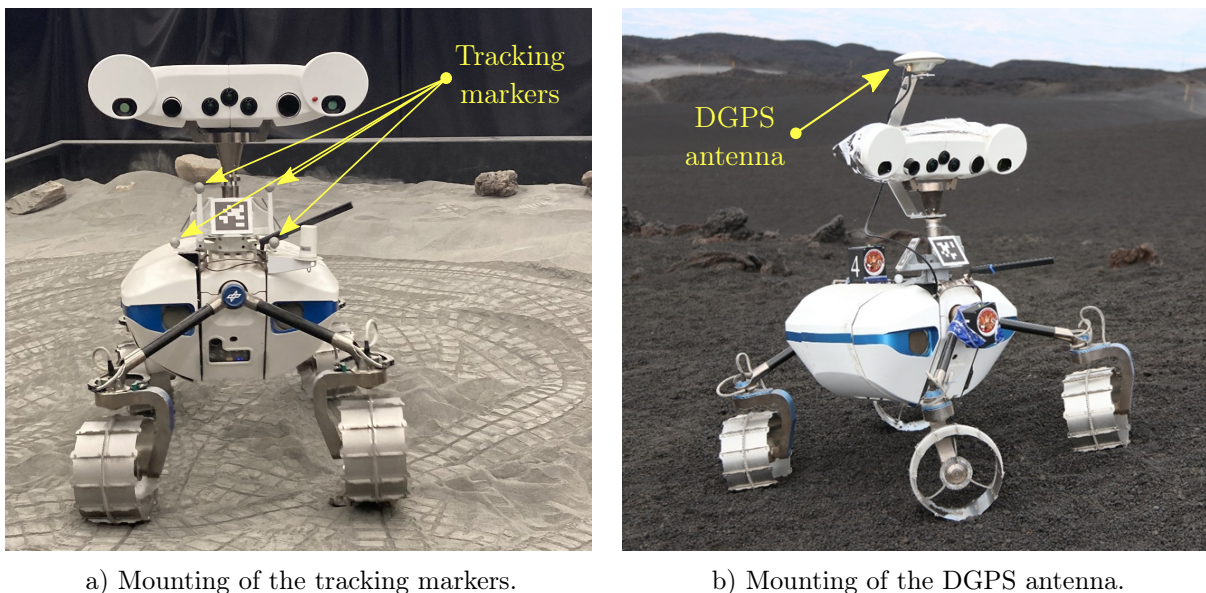 Tracking
markers
DGPS
antenna
4
a) Mounting of the tracking markers.
b) Mounting of the DGPS antenna.